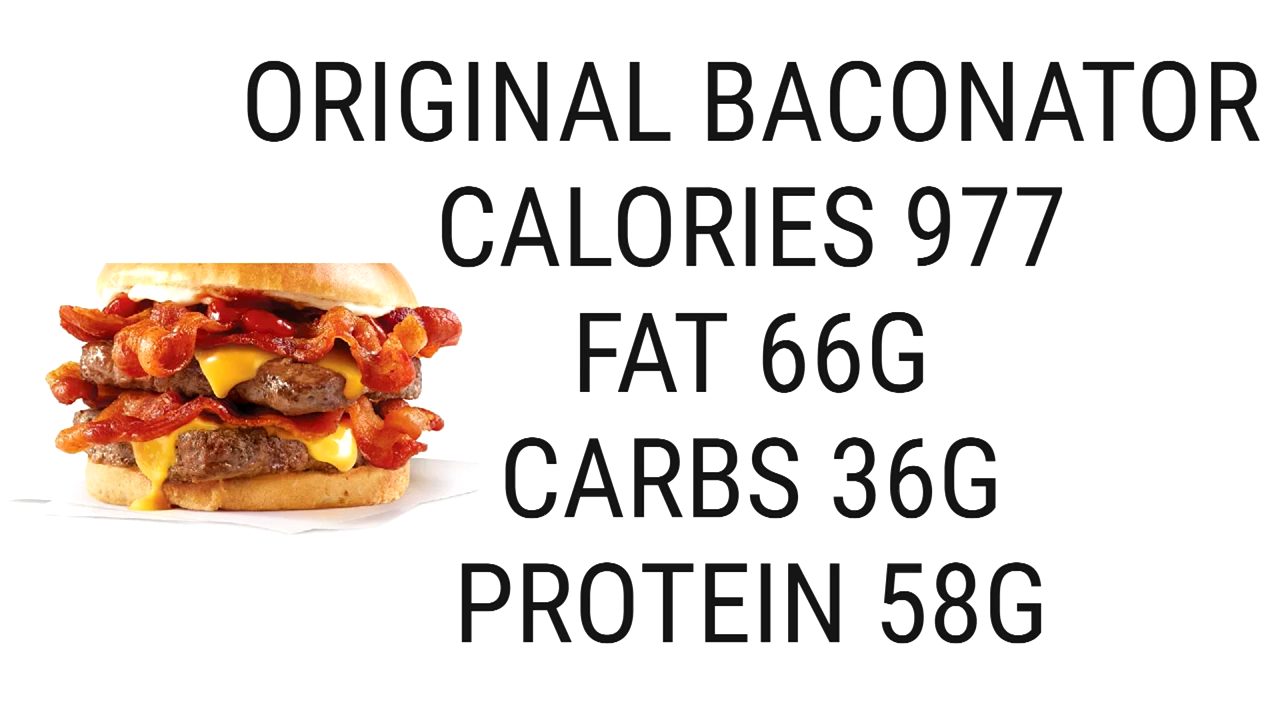 ORIGINAL BACONATOR
CALORIES 977
FAT 66G
CARBS 36G
PROTEIN 58G